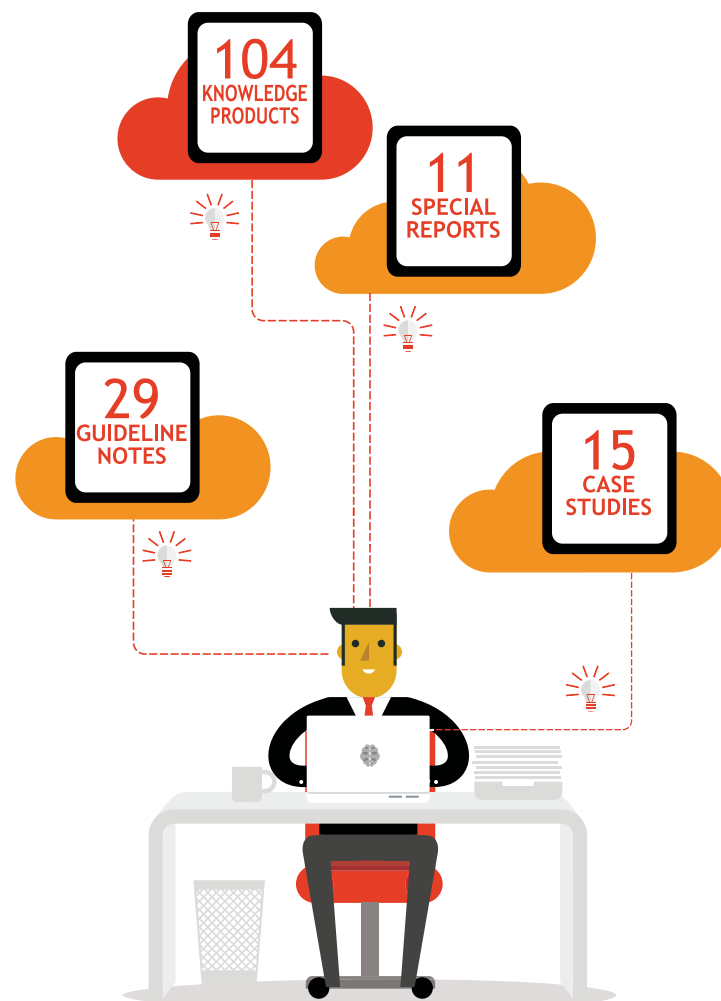 104
KNOWLEDGE
PRODUCTS
11
SPECIAL
REPORTS
29
GUIDELINE
NOTES
15
CASE
STUDIES